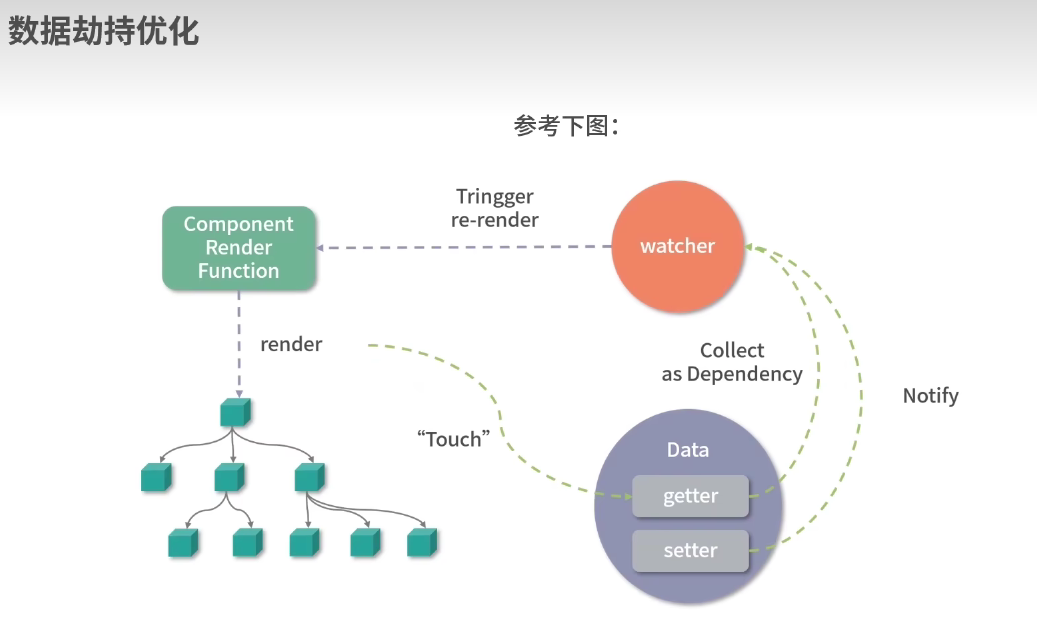 数据劫持优化
参考下图：
Tringger
re-render
Component
Render
Function
watcher
render
Collect
as Dependency
Notify
“Touch”
Data
getter
setter